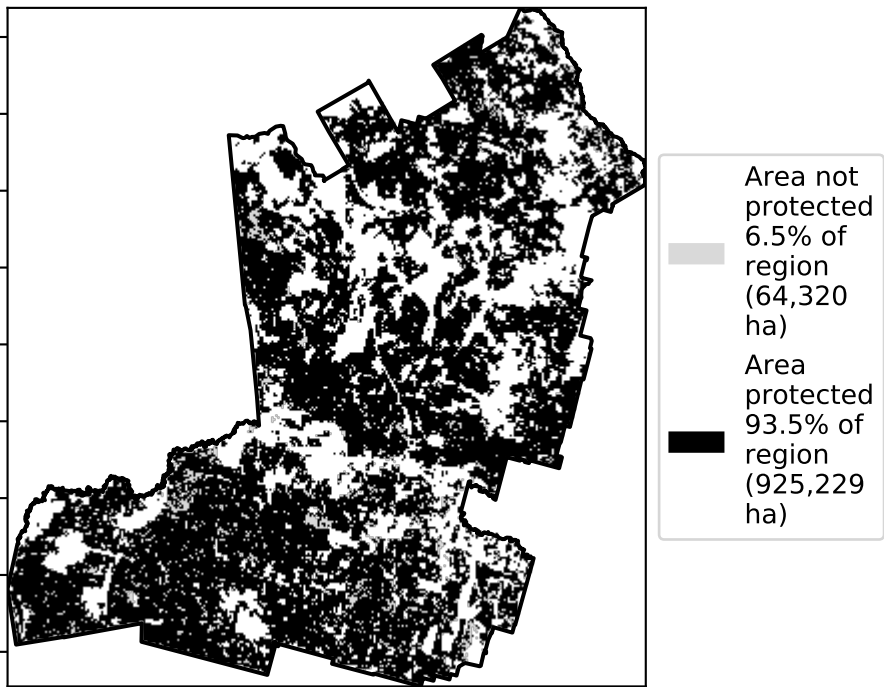 Area not
protected
6.5% of
region
(64,320
ha)
Area
protected
93.5% of
region
(925,229
ha)